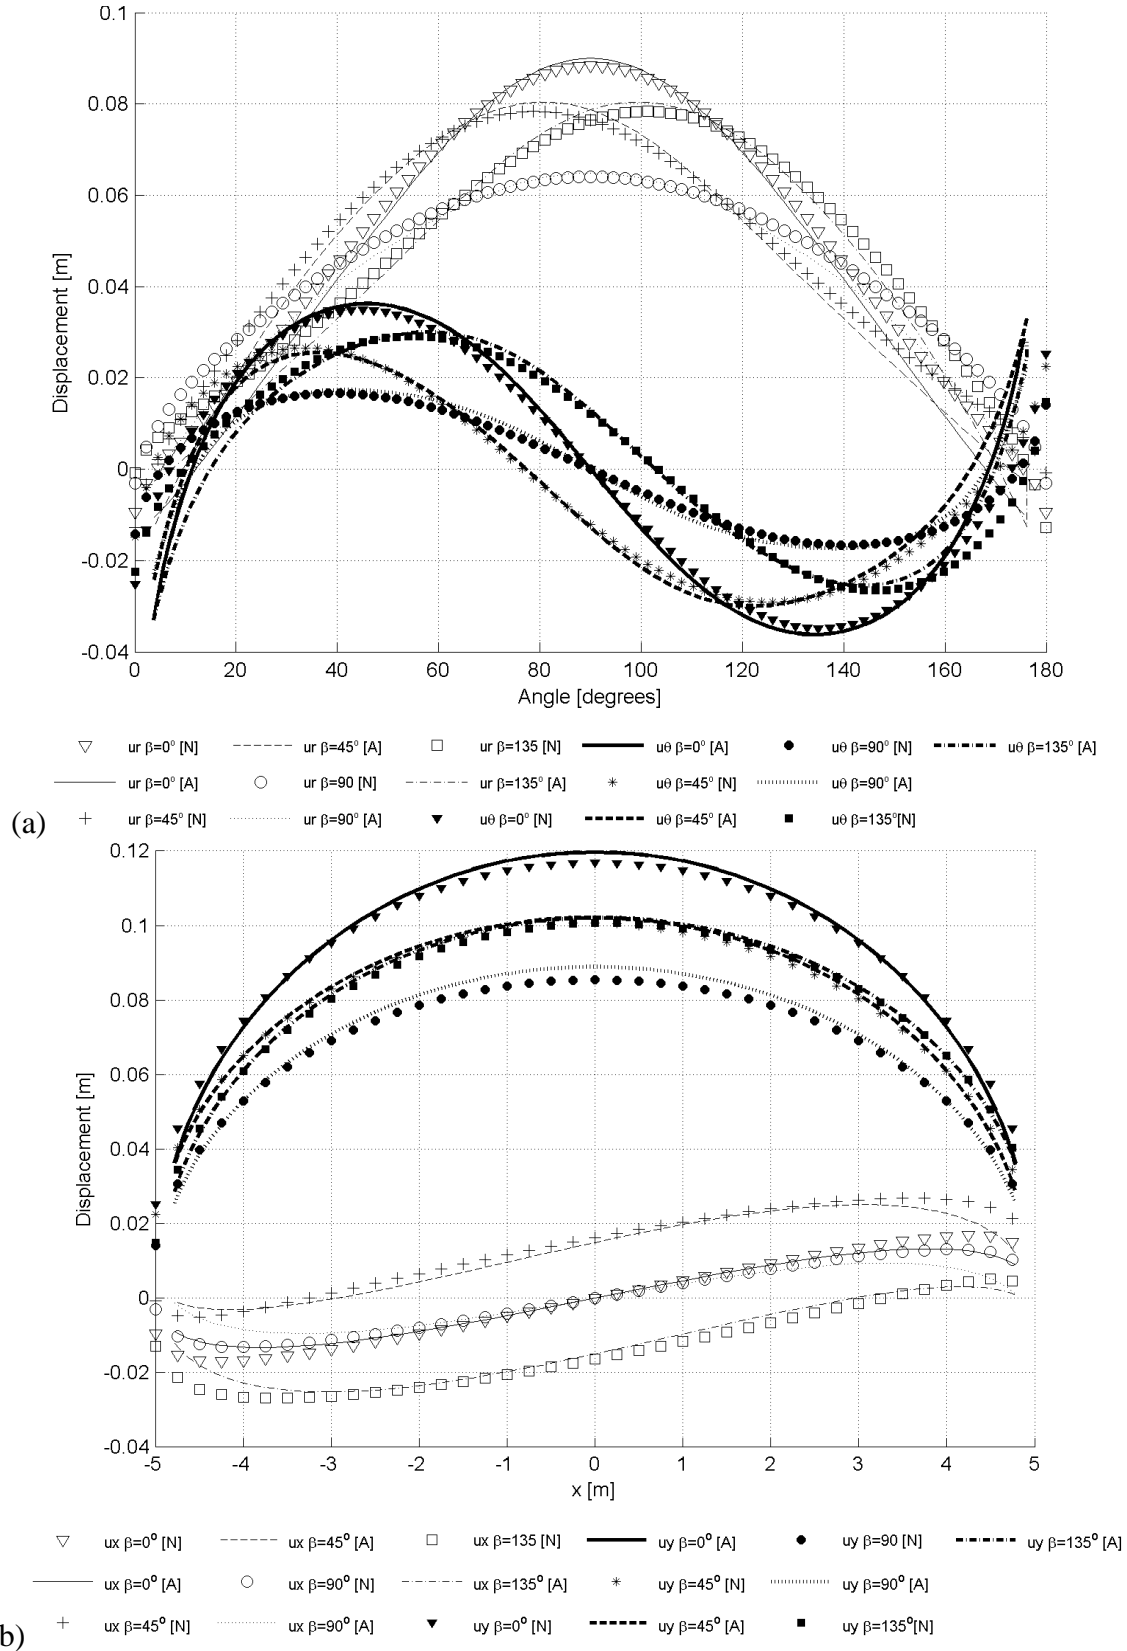 0.1
0.08
0.06
0.04
0.02
0
-0.02
-0.04
Displacement [m]
0 20 40 60 80 100 120 140 160 180
Angle [degrees]
ur β=0° [N] ur β=45° [A] ur β=135 [N] uθ β=0° [A] uθ β=90° [N] uθ β=135° [A]
ur β=0° [A] ur β=90 [N] ur β=135° [A] uθ β=45° [N] uθ β=90° [A]
(a) ur β=45° [N] ur β=90° [A] uθ β=0° [N] uθ β=45° [A] uθ β=135°[N]
0.12
0.1
0.08
0.06
0.04
0.02
0
-0.02
-0.04
Displacement [m]
-5 -4 -3 -2 -1 0 1 2 3 4 5
x [m]
ux β=0° [N] ux β=45° [A] ux β=135 [N] uy β=0° [A] uy β=90 [N] uy β=135° [A]
ux β=0° [A] ux β=90° [N] ux β=135° [A] uy β=45° [N] uy β=90° [A]
b) ux β=45° [N] ux β=90° [A] uy β=0° [N] uy β=45° [A] uy β=135°[N]